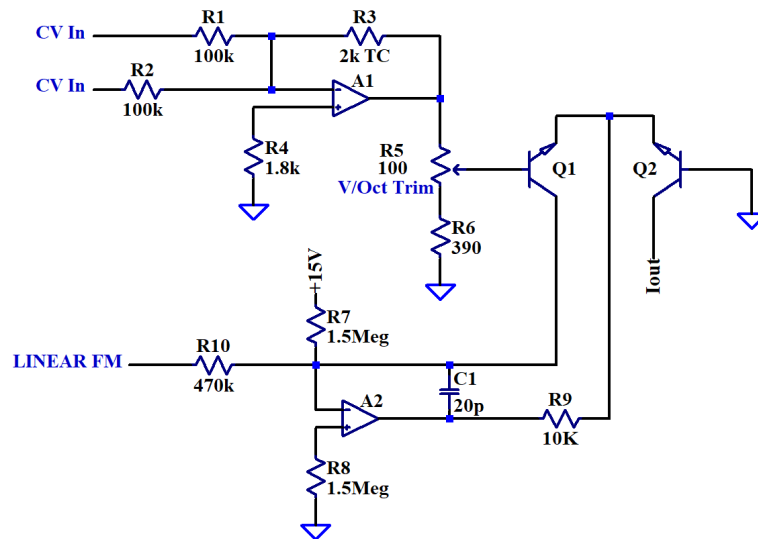 CV In
R1
100k
R3
2k TC
CV In
R2
100k
A1
R4
1.8k
R5
100
V/Oct Trim
Q1
Q2
R6
390
+15V
Iout
R7
1.5Meg
LINEAR FM
R10
470k
C1
20p
A2
R9
10K
R8
1.5Meg